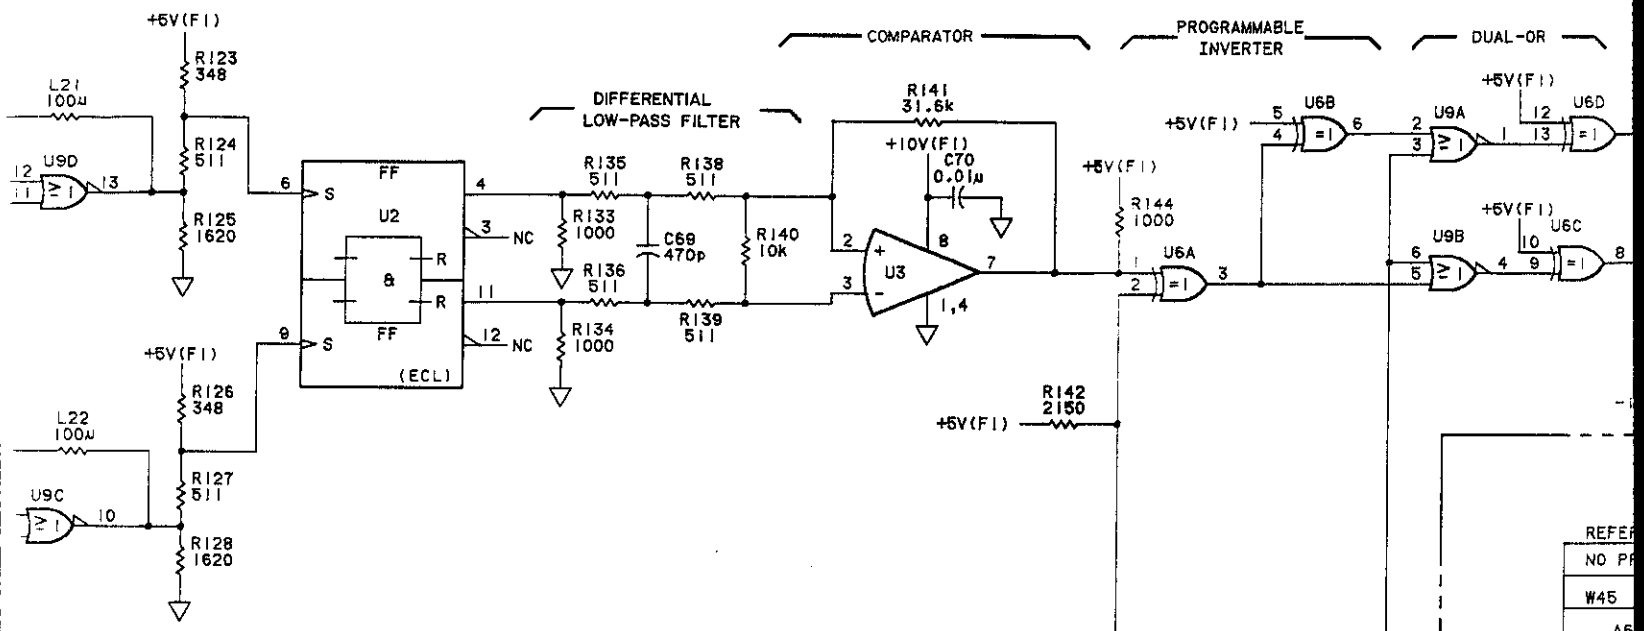 COMPARATOR
PROGRAMMABLE
INVERTER
DUAL-OR
DIFFERENTIAL
LOW-PASS FILTER
+5V(F1)
R123
348
L21
100µ
R124
511
U9D
12
11
≥1
13
R125
1620
+5V(F1)
R126
348
L22
100µ
R127
511
U9C
≥1
10
R128
1620
6
S
FF
U2
R
&
R
FF
9
S
(ECL)
4
3
NC
11
12
NC
R135
511
R138
511
R133
1000
C69
470p
R140
10k
R136
511
R139
511
R134
1000
R141
31.6k
+10V(F1)
C70
0.01µ
2
+
8
U3
7
3
-
1,4
+5V(F1)
R144
1000
U6A
1
2
=1
3
R142
2150
+5V(F1)
U6B
+5V(F1)
5
4
=1
6
U9A
2
3
≥1
1
+5V(F1)
U6D
12
13
=1
U9B
6
5
≥1
4
+5V(F1)
U6C
10
9
=1
8
REFE
NO P
W45